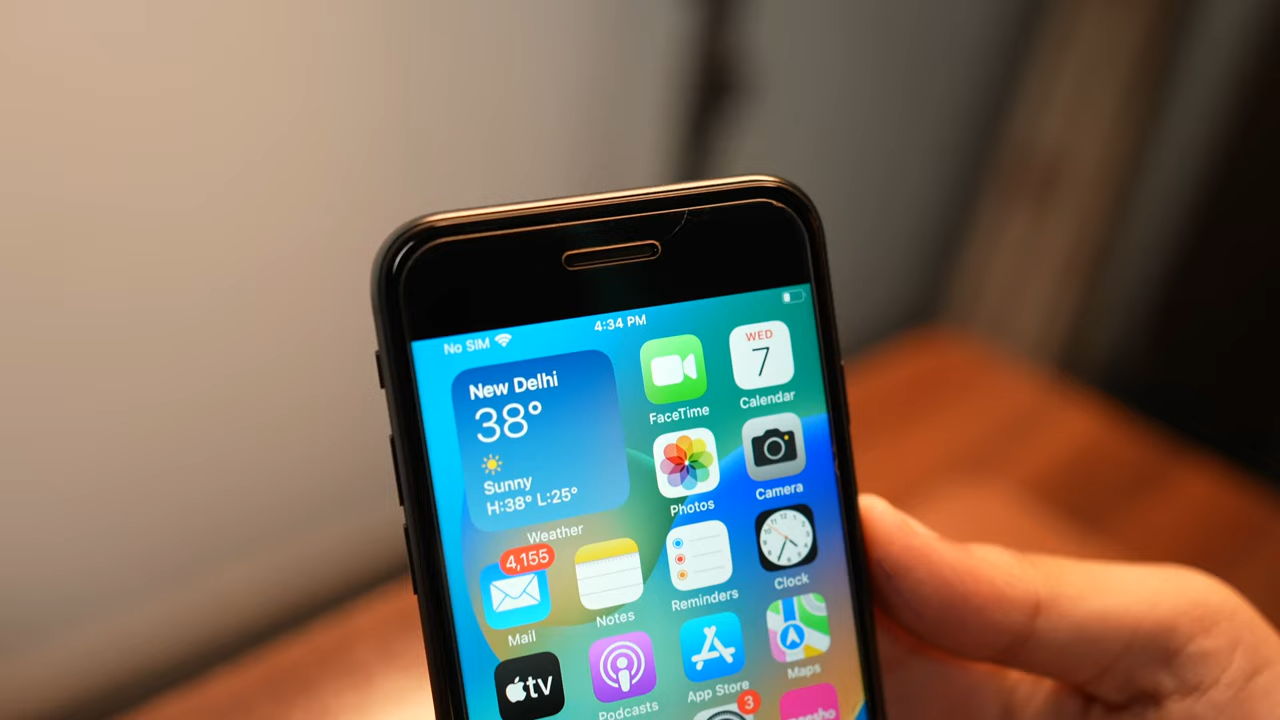 No SIM
4:34 PM
New Delhi
38°
Sunny
H:38° L:25°
Weather
FaceTime
WED
7
Calendar
Photos
Camera
4,155
Mail
Notes
Reminders
Clock
tv
Podcasts
App Store
Maps
3